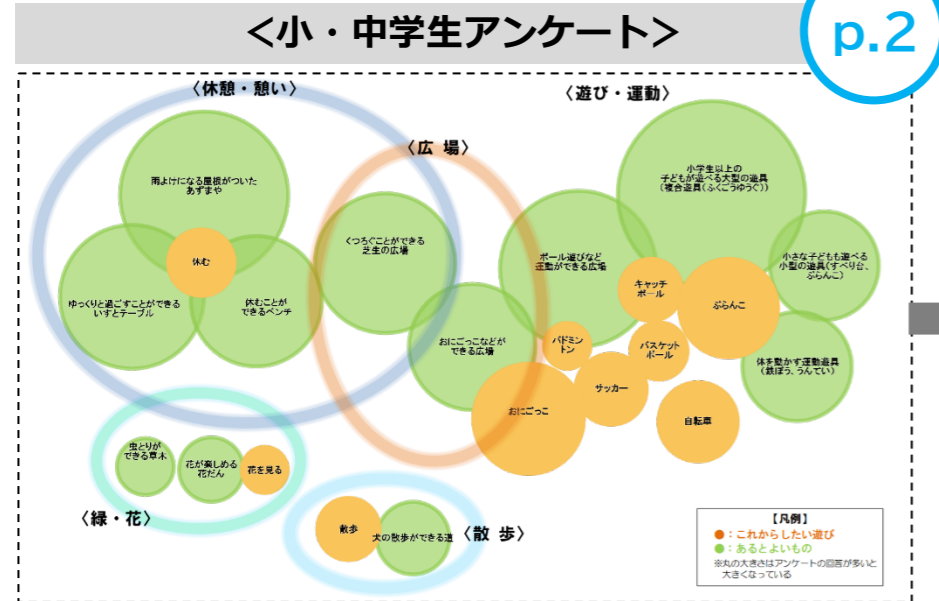 <小・中学生アンケート>
p.2
〈休憩・憩い〉
〈遊び・運動〉
〈広 場〉
雨よけになる屋根がついた
あずまや
休む
ゆっくりと過ごすことができる
いすとテーブル
休むことが
できるベンチ
くつろぐことができる
芝生の広場
おにごっこなどが
できる広場
ボール遊びなど
運動ができる広場
小学生以上の
子どもが遊べる大型の遊具
(複合遊具(ふくごうゆうぐ))
小さな子どもも遊べる
小型の遊具(すべり台、
ぶらんこ)
キャッチ
ボール
ぶらんこ
バドミン
トン
バスケット
ボール
体を動かす運動遊具
(鉄ぼう、うんてい)
サッカー
おにごっこ
自転車
虫とりが
できる草木
花が楽しめる
花だん
花を見る
〈緑・花〉
散歩
犬の散歩ができる道
〈散 歩〉
【凡例】
●:これからしたい遊び
●:あるとよいもの
※丸の大きさはアンケートの回答が多いと
大きくなっている